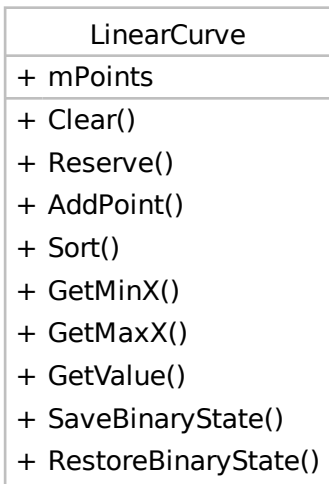 LinearCurve
+ mPoints
+ Clear()
+ Reserve()
+ AddPoint()
+ Sort()
+ GetMinX()
+ GetMaxX()
+ GetValue()
+ SaveBinaryState()
+ RestoreBinaryState()